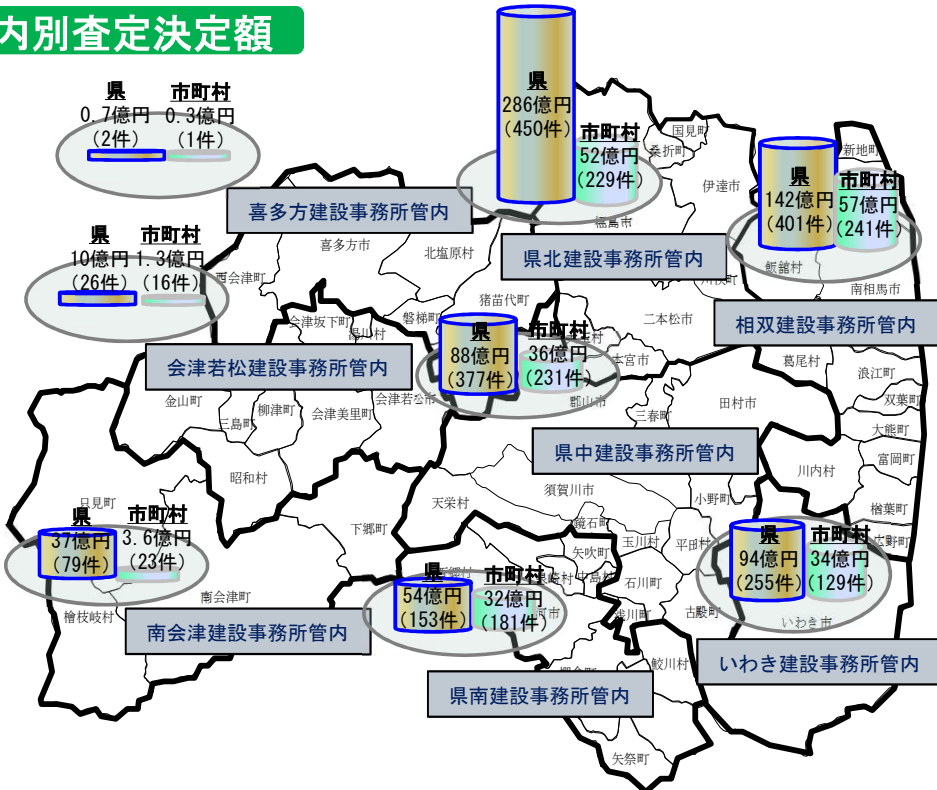 内別査定決定額
県
286億円
(450件)
市町村
52億円
(229件)
県
0.7億円
(2件)
市町村
0.3億円
(1件)
県
142億円
(401件)
市町村
57億円
(241件)
国見町
桑折町
新地町
伊達市
福島市
喜多方建設事務所管内
喜多方市
北塩原村
県北建設事務所管内
県
10億円
(26件)
市町村
1.3億円
(16件)
西会津町
飯舘村
南相馬市
猪苗代町
磐梯町
二本松市
相双建設事務所管内
会津坂下町
湯川村
会津若松建設事務所管内
県
88億円
(377件)
市町村
36億円
(231件)
本宮市
葛尾村
浪江町
双葉町
金山町
柳津町
三島町
会津美里町
会津若松市
郡山市
三春町
田村市
大熊町
県中建設事務所管内
富岡町
川内村
昭和村
須賀川市
小野町
天栄村
只見町
楢葉町
県
37億円
(79件)
市町村
3.6億円
(23件)
下郷町
鏡石町
玉川村
平田村
広野町
矢吹町
県
94億円
(255件)
市町村
34億円
(129件)
県
54億円
(153件)
市町村
32億円
(181件)
中島村
石川町
浅川町
古殿町
いわき市
檜枝岐村
南会津町
南会津建設事務所管内
鮫川村
いわき建設事務所管内
県南建設事務所管内
矢祭町